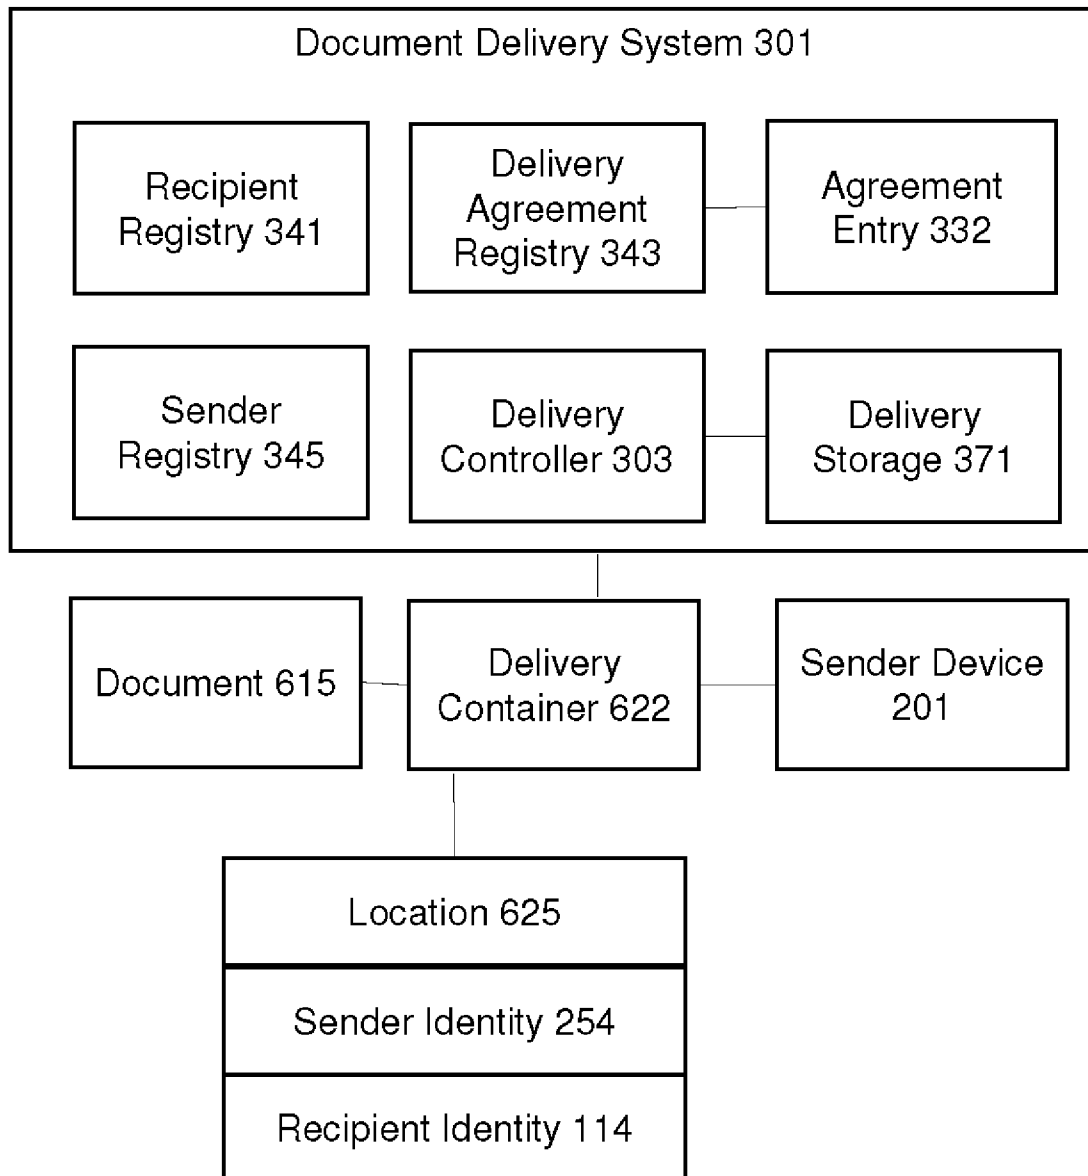 Document Delivery System 301
Recipient
Registry 341
Delivery
Agreement
Registry 343
Agreement
Entry 332
Sender
Registry 345
Delivery
Controller 303
Delivery
Storage 371
Document 615
Delivery
Container 622
Sender Device
201
Location 625
Sender Identity 254
Recipient Identity 114